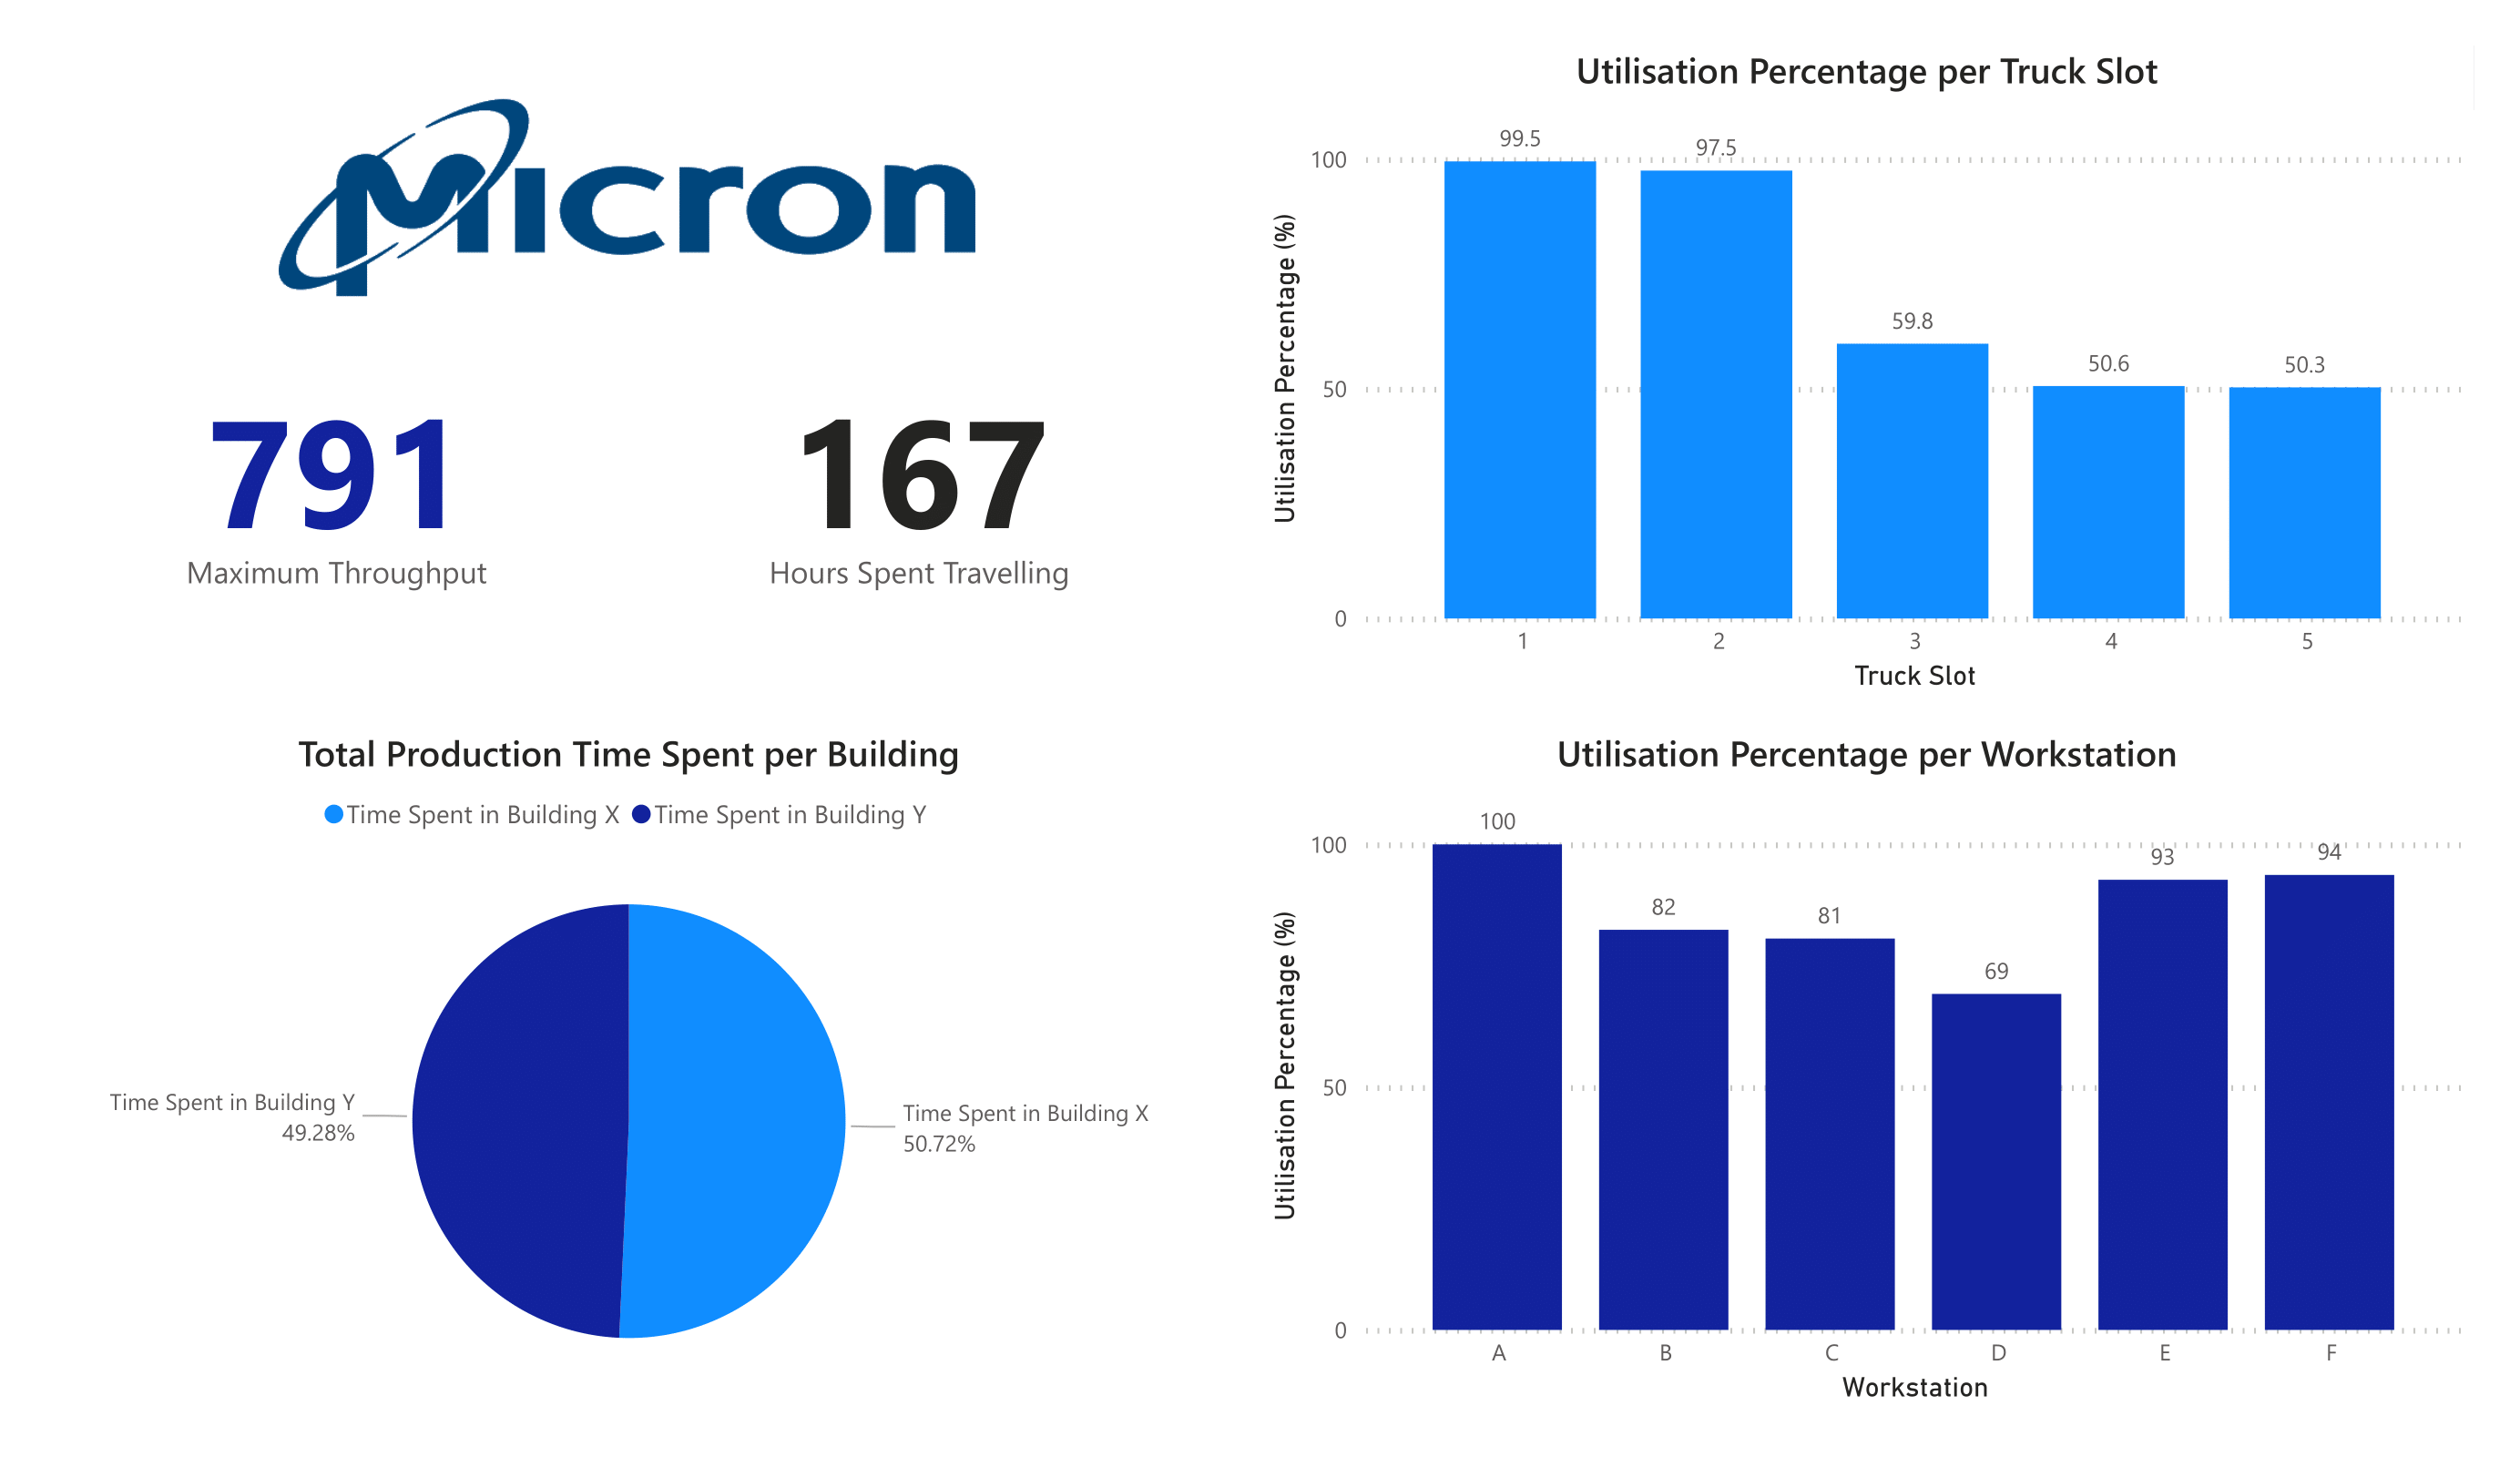 Micron
791
Maximum Throughput
167
Hours Spent Travelling
Utilisation Percentage per Truck Slot
Utilisation Percentage (%)
100
50
0
99.5
97.5
59.8
50.6
50.3
1
2
3
4
5
Truck Slot
Total Production Time Spent per Building
Time Spent in Building X
Time Spent in Building Y
Time Spent in Building Y
49.28%
Time Spent in Building X
50.72%
Utilisation Percentage per Workstation
Utilisation Percentage (%)
100
50
0
100
82
81
69
93
94
A
B
C
D
E
F
Workstation